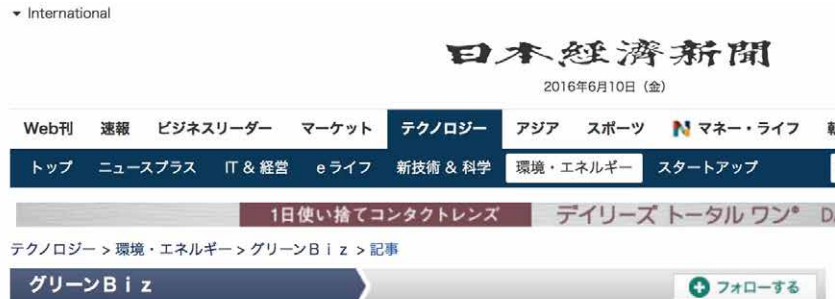 ▼ International
日本経済新聞
2016年6月10日（金）
Web刊 速報 ビジネスリーダー マーケット テクノロジー アジア スポーツ N マネー・ライフ
トップ ニュースプラス IT & 経営 e ライフ 新技術 & 科学 環境・エネルギー スタートアップ
1日使い捨てコンタクトレンズ デイリーズ トータル ワン®
テクノロジー > 環境・エネルギー > グリーンＢｉｚ > 記事
グリーンＢｉｚ フォローする